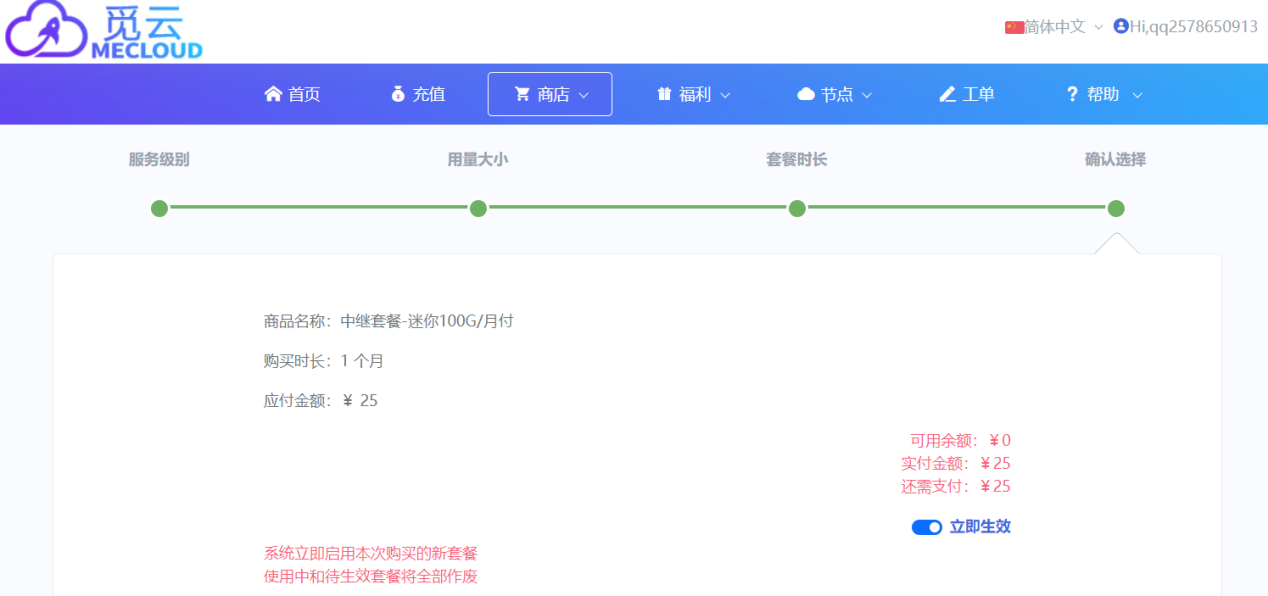 觅云
MECLOUD
简体中文 Hi,qq2578650913
首页 充值 商店 福利 节点 工单 帮助
服务级别 用量大小 套餐时长 确认选择
商品名称：中继套餐-迷你100G/月付
购买时长：1 个月
应付金额：￥ 25
可用余额：￥0
实付金额：￥25
还需支付：￥25
立即生效
系统立即启用本次购买的新套餐
使用中和待生效套餐将全部作废